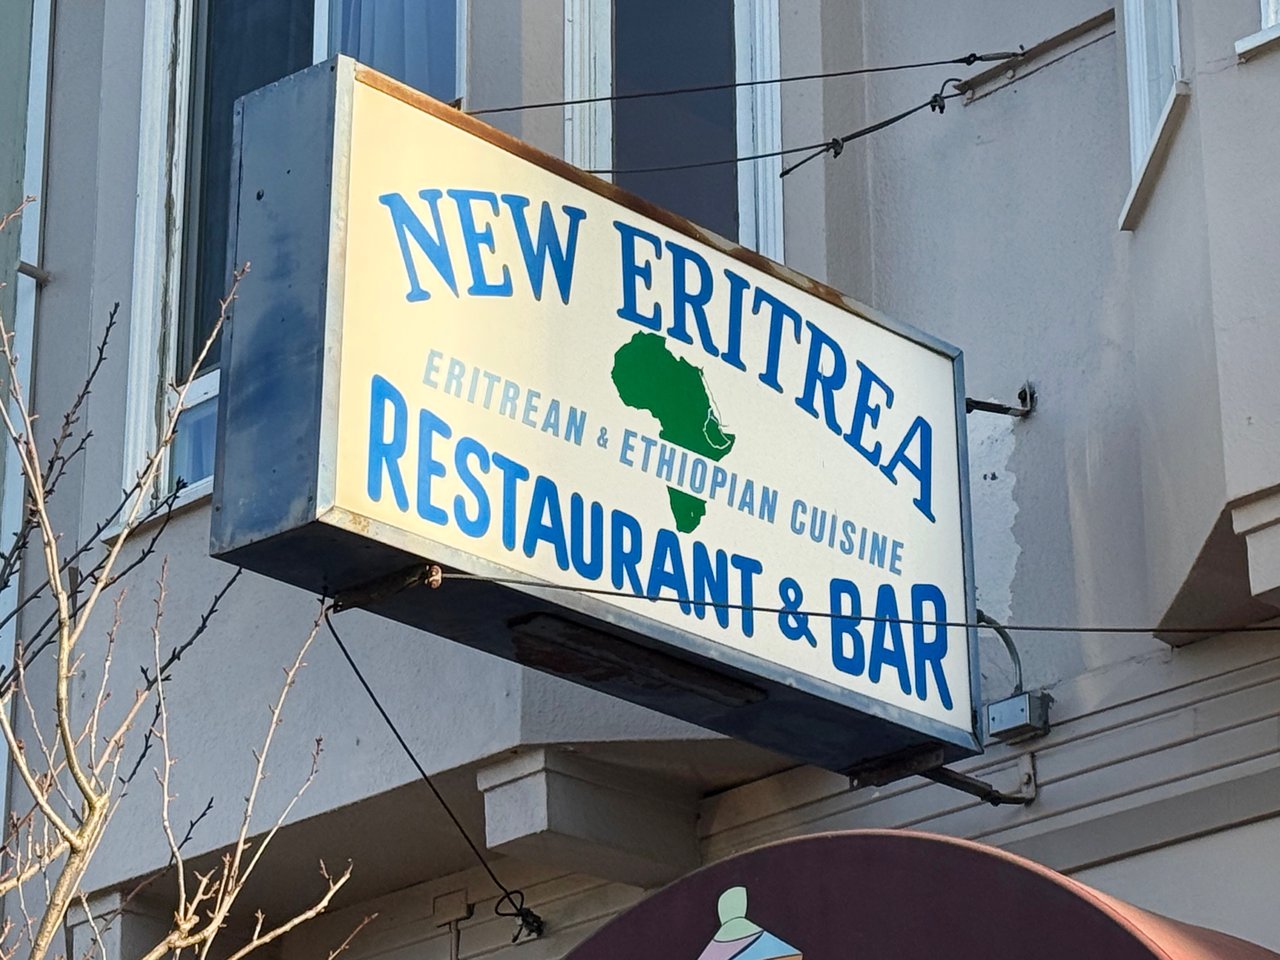 NEW ERITREA
ERITREAN & ETHIOPIAN CUISINE
RESTAURANT & BAR